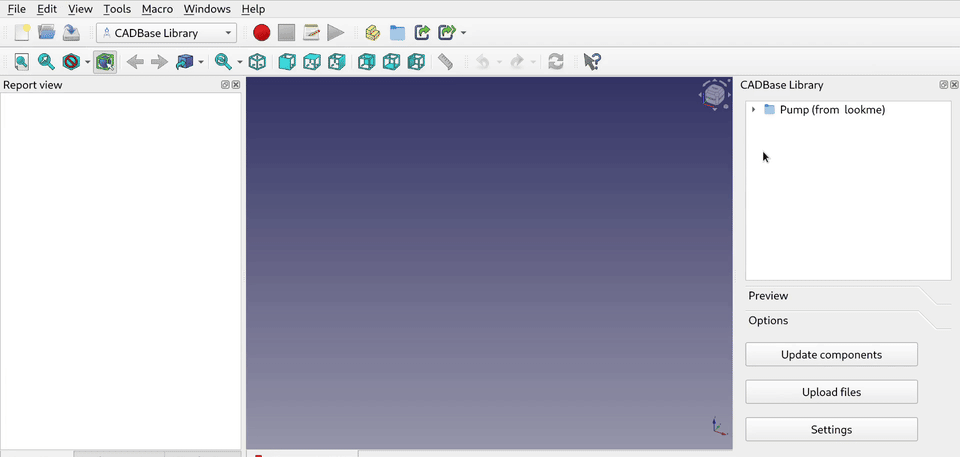 File Edit View Tools Macro Windows Help
CADBase Library
Report view
CADBase Library
Pump (from lookme)
Preview
Options
Update components
Upload files
Settings